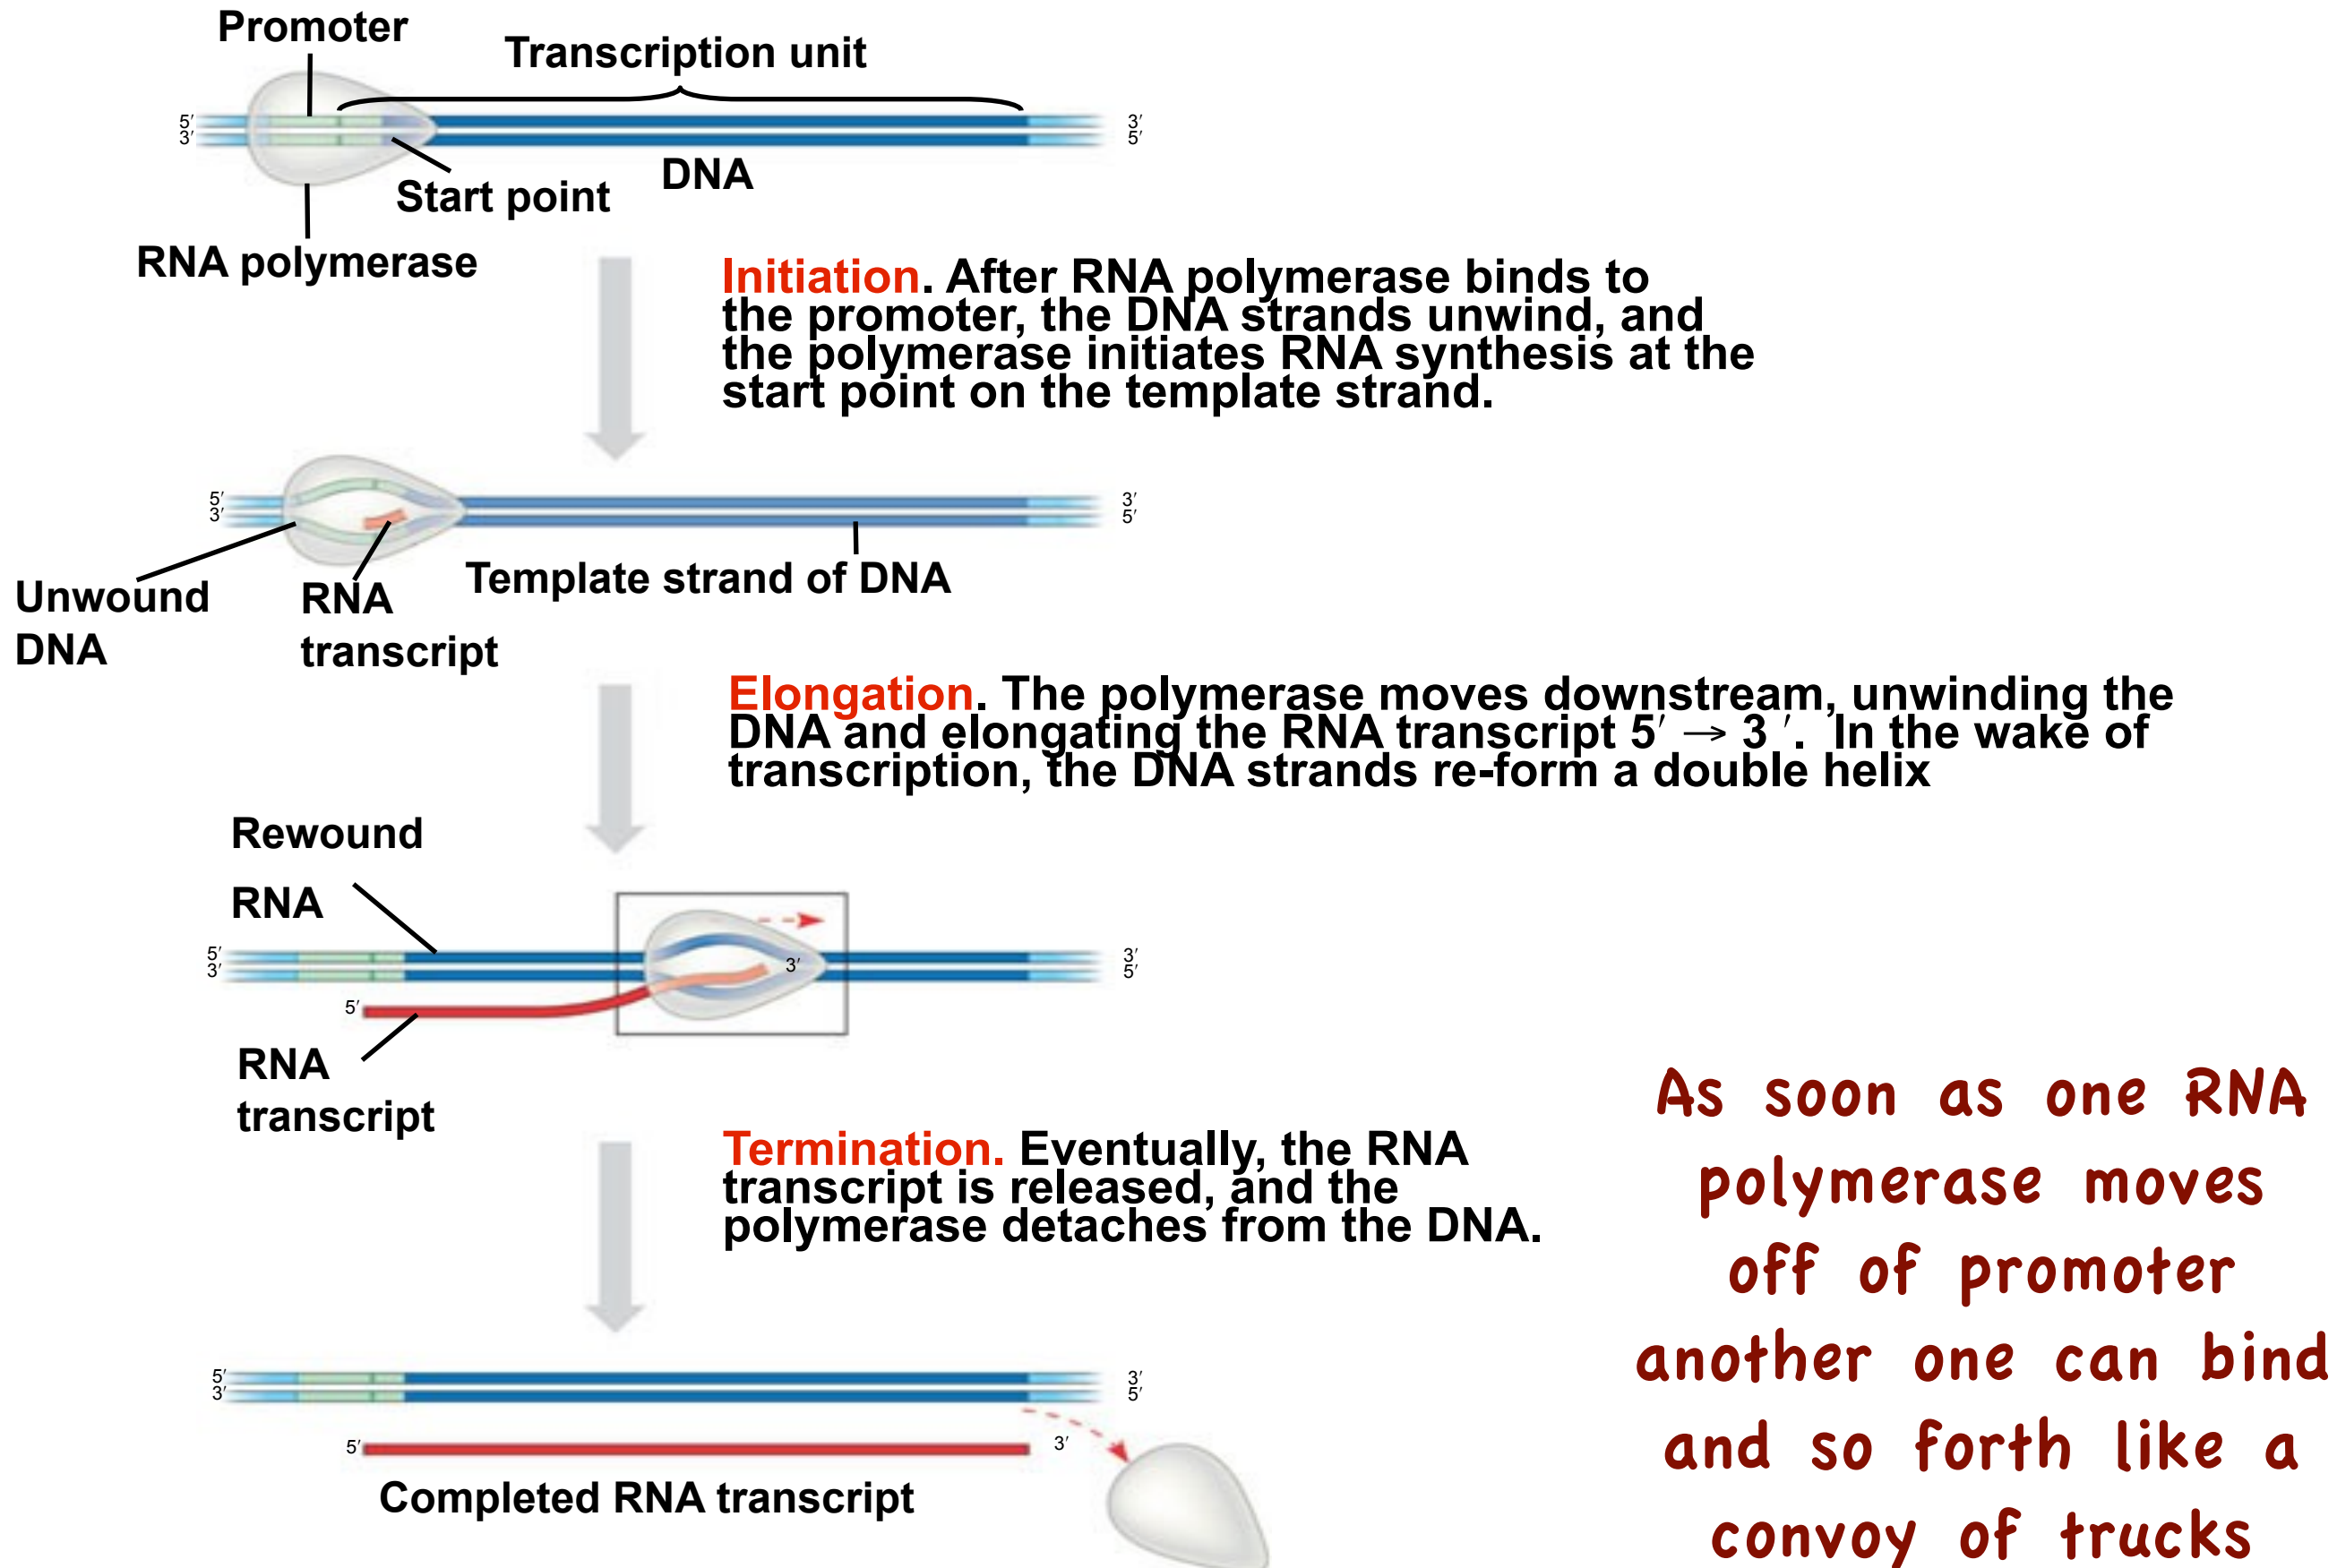 Promoter
Transcription unit
5′
3′
3′
5′
Start point
DNA
RNA polymerase
Initiation. After RNA polymerase binds to
the promoter, the DNA strands unwind, and
the polymerase initiates RNA synthesis at the
start point on the template strand.
5′
3′
3′
5′
Unwound
DNA
RNA
transcript
Template strand of DNA
Elongation. The polymerase moves downstream, unwinding the
DNA and elongating the RNA transcript 5′ → 3 ′. In the wake of
transcription, the DNA strands re-form a double helix
Rewound
RNA
5′
3′
3′
3′
5′
5′
RNA
transcript
Termination. Eventually, the RNA
transcript is released, and the
polymerase detaches from the DNA.
5′
3′
3′
5′
5′
3′
Completed RNA transcript
As soon as one RNA
polymerase moves
off of promoter
another one can bind
and so forth like a
convoy of trucks